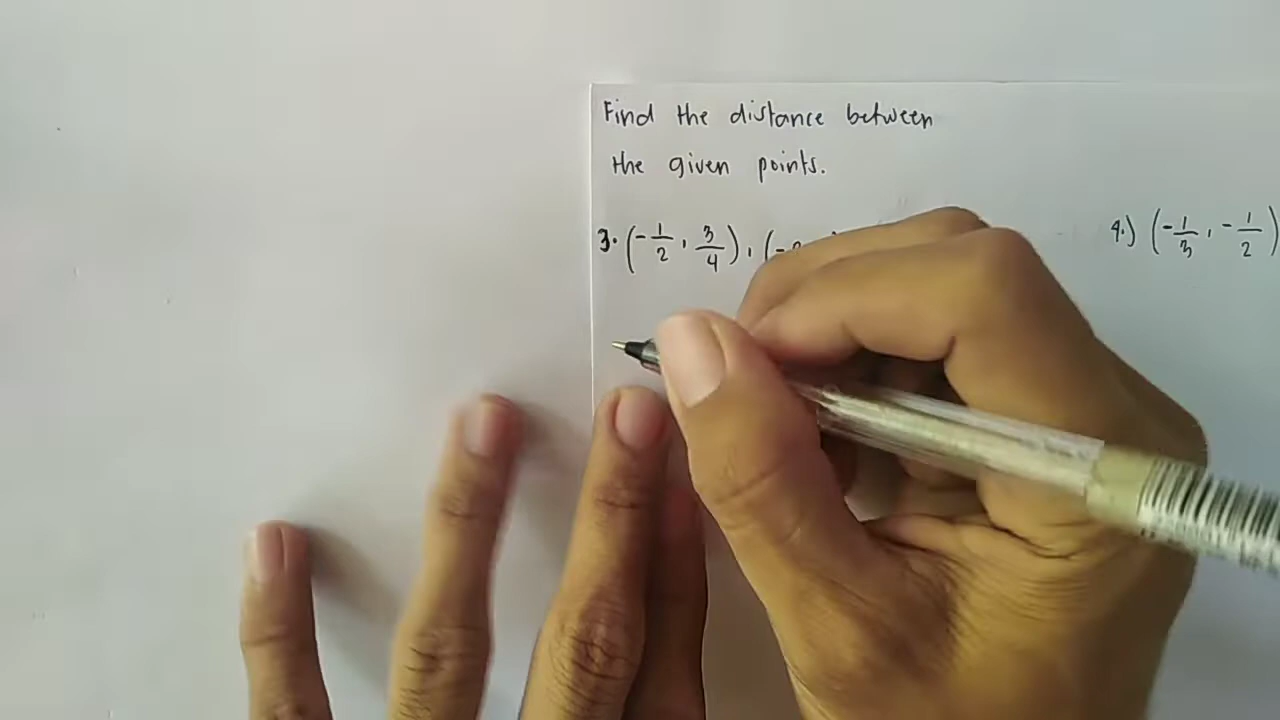 Find the distance between
the given points.
3. (-1/2, 3/4), (-
4.) (-1/3, -1/2)